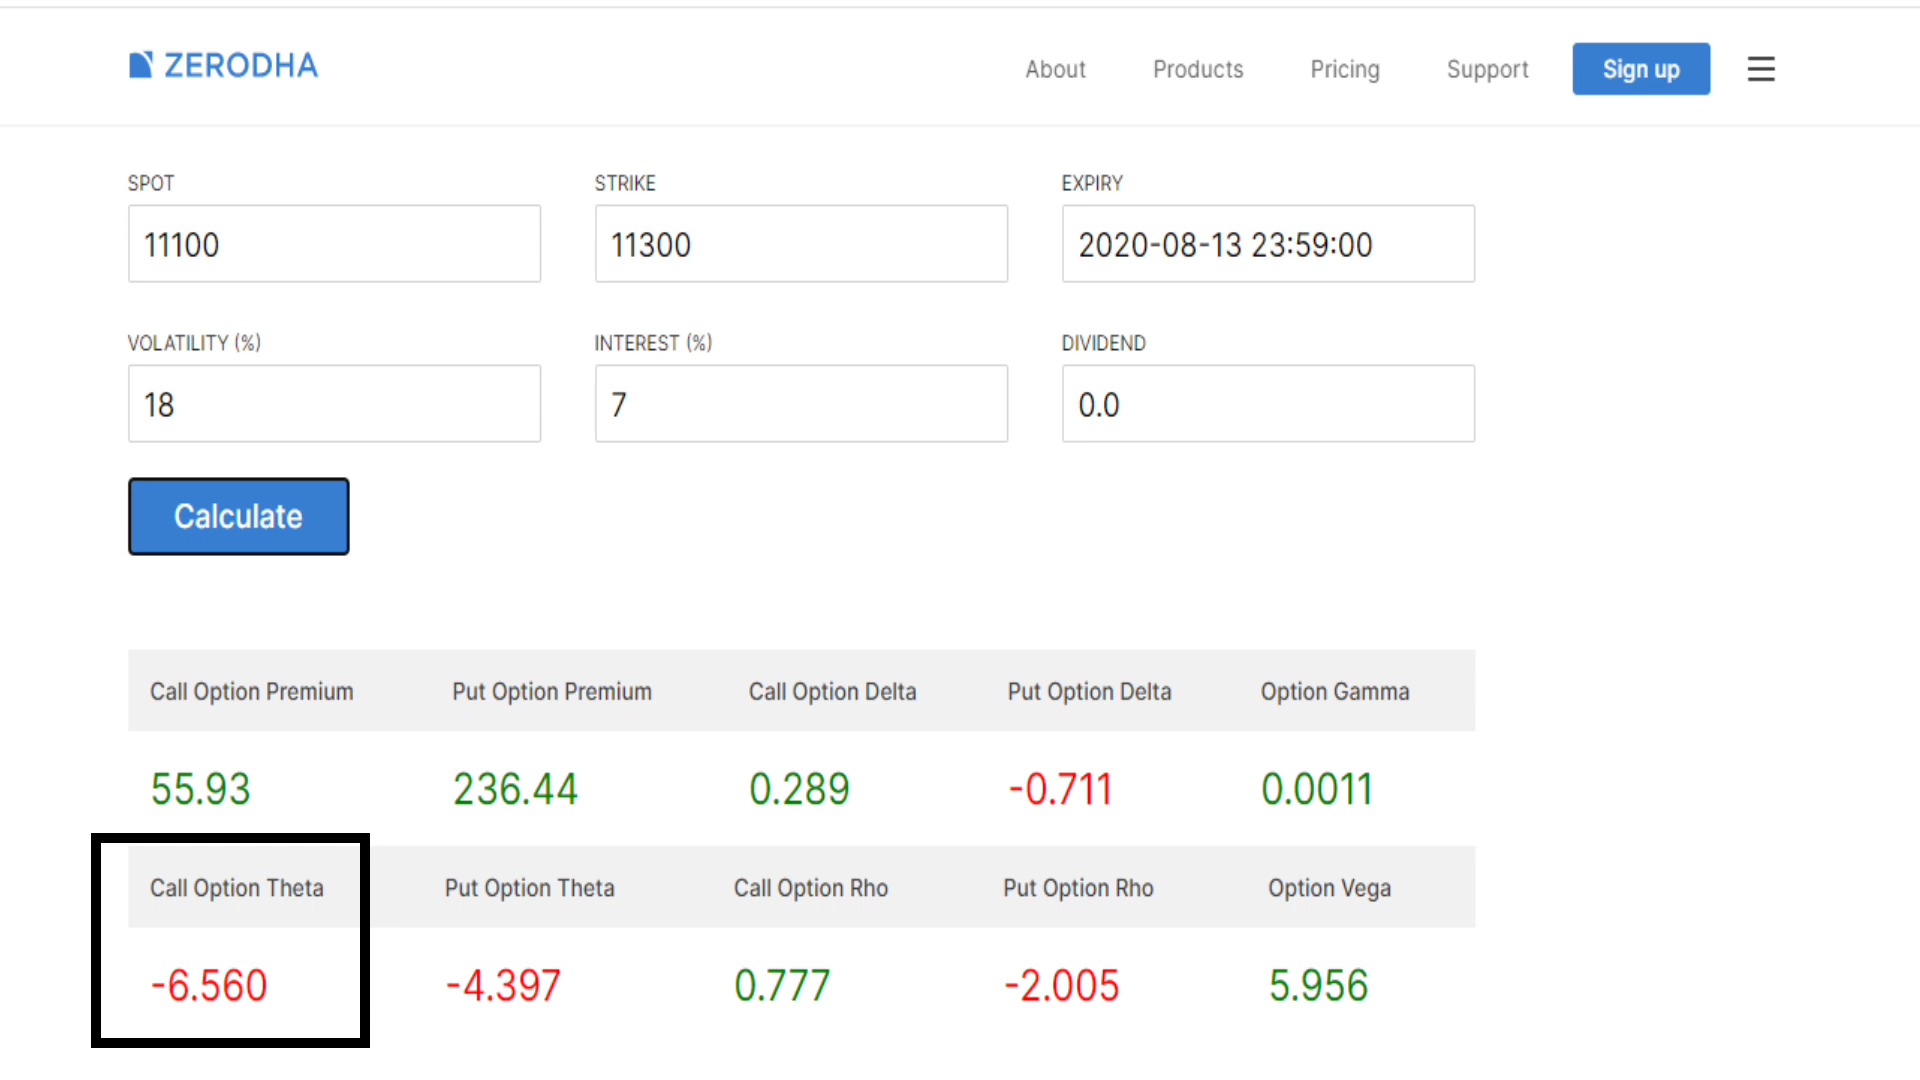 ZERODHA About Products Pricing Support Sign up
SPOT STRIKE EXPIRY
11100 11300 2020-08-13 23:59:00
VOLATILITY (%) INTEREST (%) DIVIDEND
18 7 0.0
Calculate
Call Option Premium Put Option Premium Call Option Delta Put Option Delta Option Gamma
55.93 236.44 0.289 -0.711 0.0011
Call Option Theta Put Option Theta Call Option Rho Put Option Rho Option Vega
-6.560 -4.397 0.777 -2.005 5.956